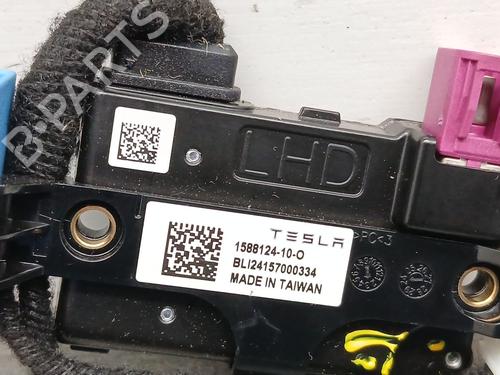 B-PARTS
LHD
TESLA
1588124-10-O
BLI24157000334
MADE IN TAIWAN